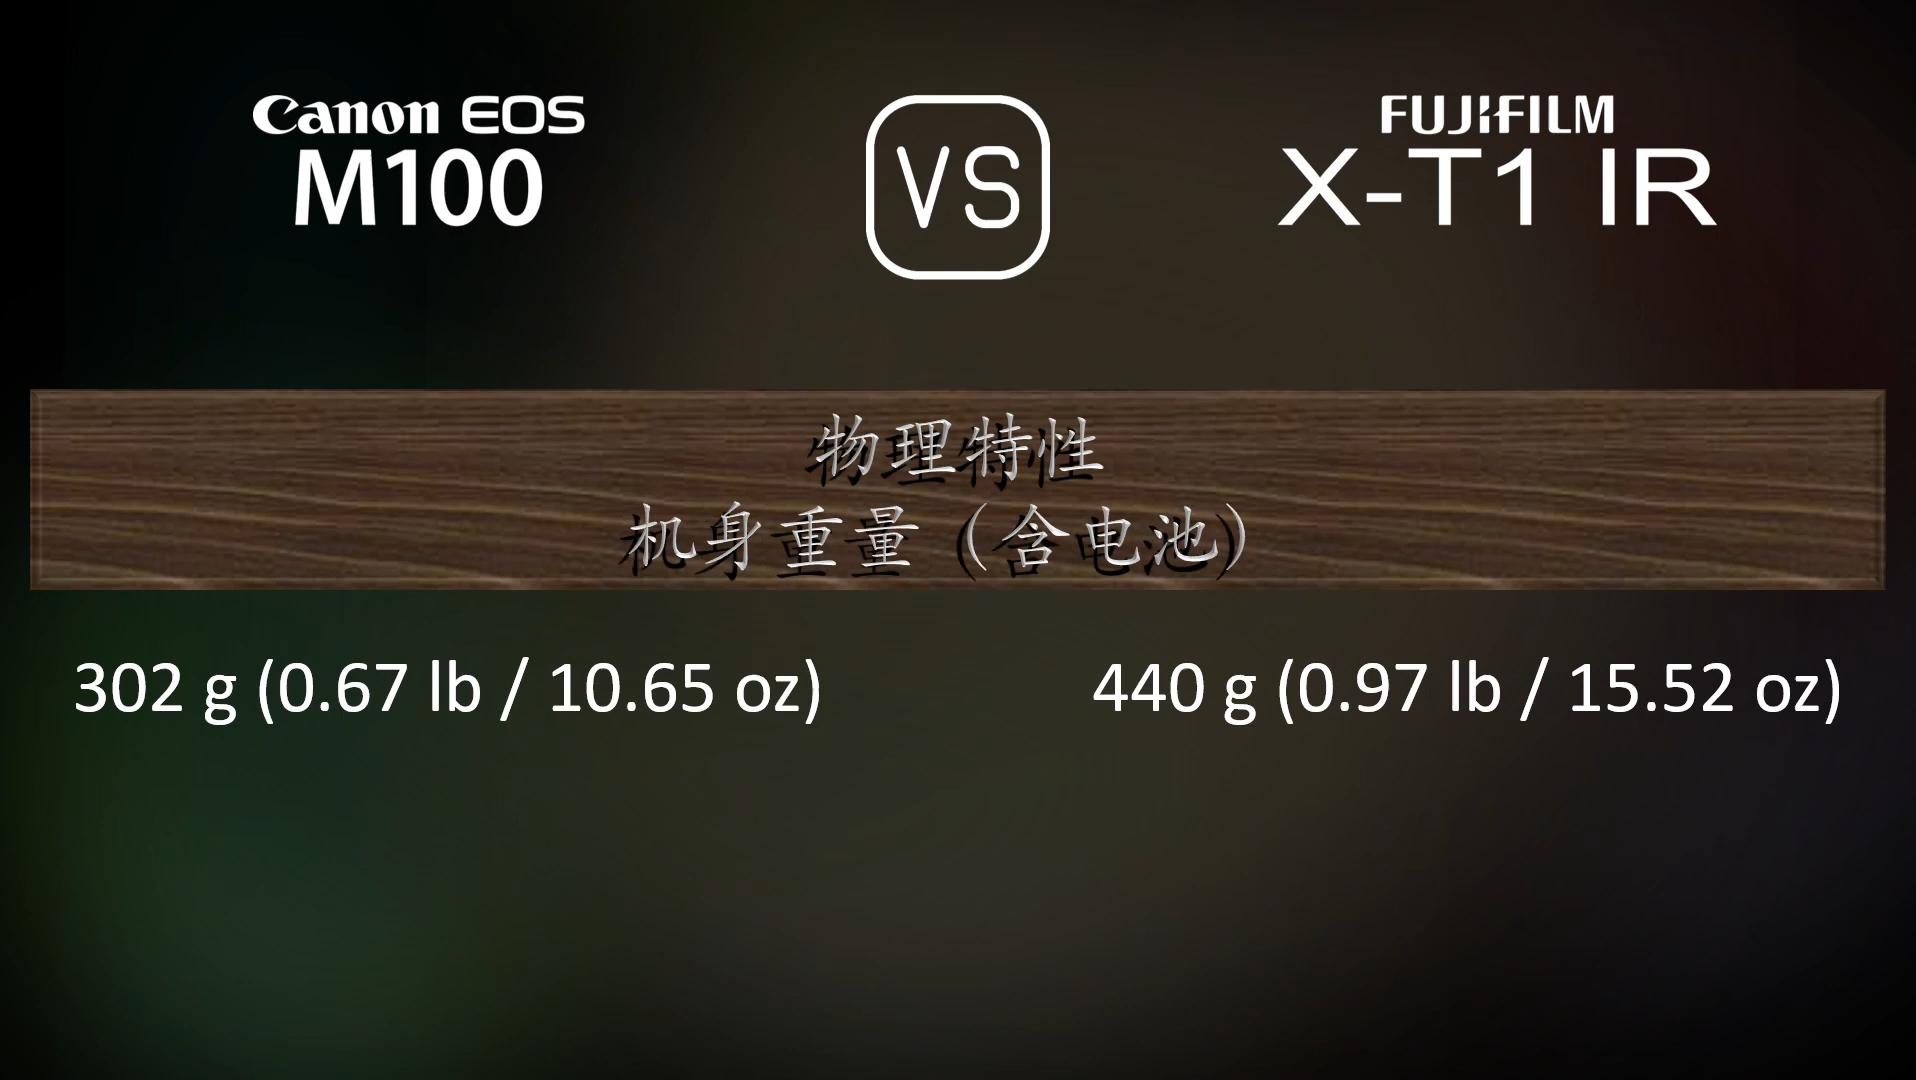 Canon EOS
M100
VS
FUJIFILM
X-T1 IR
物理特性
机身重量（含电池）
302 g (0.67 lb / 10.65 oz)
440 g (0.97 lb / 15.52 oz)